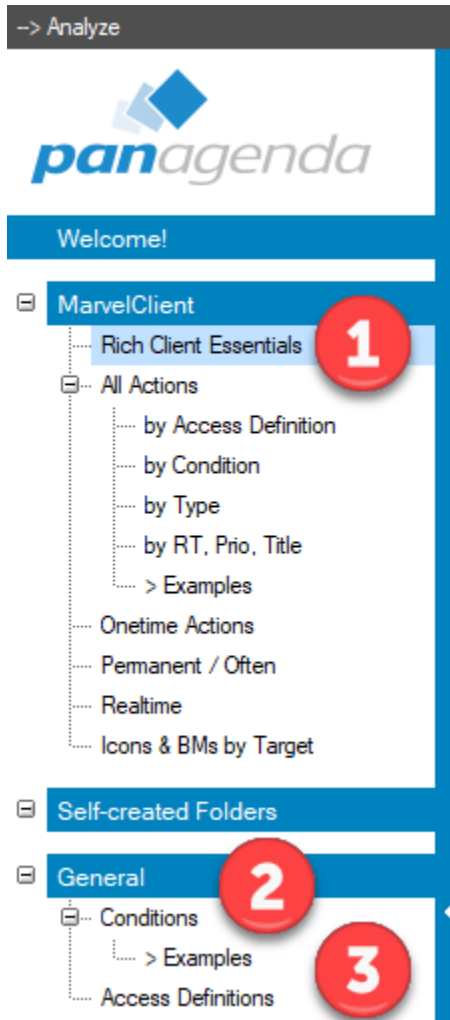 --> Analyze
panagenda
Welcome!
MarvelClient
Rich Client Essentials
1
All Actions
by Access Definition
by Condition
by Type
by RT, Prio, Title
> Examples
Onetime Actions
Permanent / Often
Realtime
Icons & BMs by Target
Self-created Folders
General
2
Conditions
> Examples
3
Access Definitions